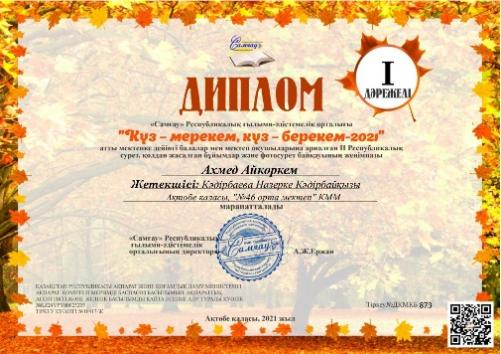 Самғау
ДИПЛОМ
I
ДӘРЕЖЕЛІ
«Самғау» Республикалық ғылыми-әдістемелік орталығы
"Күз – мерекем, күз – берекем-2021"
атты мектепке дейінгі балалар мен мектеп оқушыларына арналған II Республикалық
сурет, қолдан жасалған бұйымдар және фотосурет байқауының жеңімпазы
Ахмед Айкоркем
Жетекшісі: Кәдірбаева Назерке Кәдірбайқызы
Ақтөбе қаласы, "№46 орта мектеп" КММ
марапатталады
«Самғау» Республикалық
ғылыми-әдістемелік
орталығының директоры
А.Ж.Ержан
Самғау
ҚАЗАҚСТАН РЕСПУБЛИКАСЫ АҚПАРАТ ЖӘНЕ ҚОҒАМДЫҚ ДАМУ МИНИСТРЛІГІ
Тіркеу№ДКМКБ-873
Ақтөбе қаласы, 2021 жыл